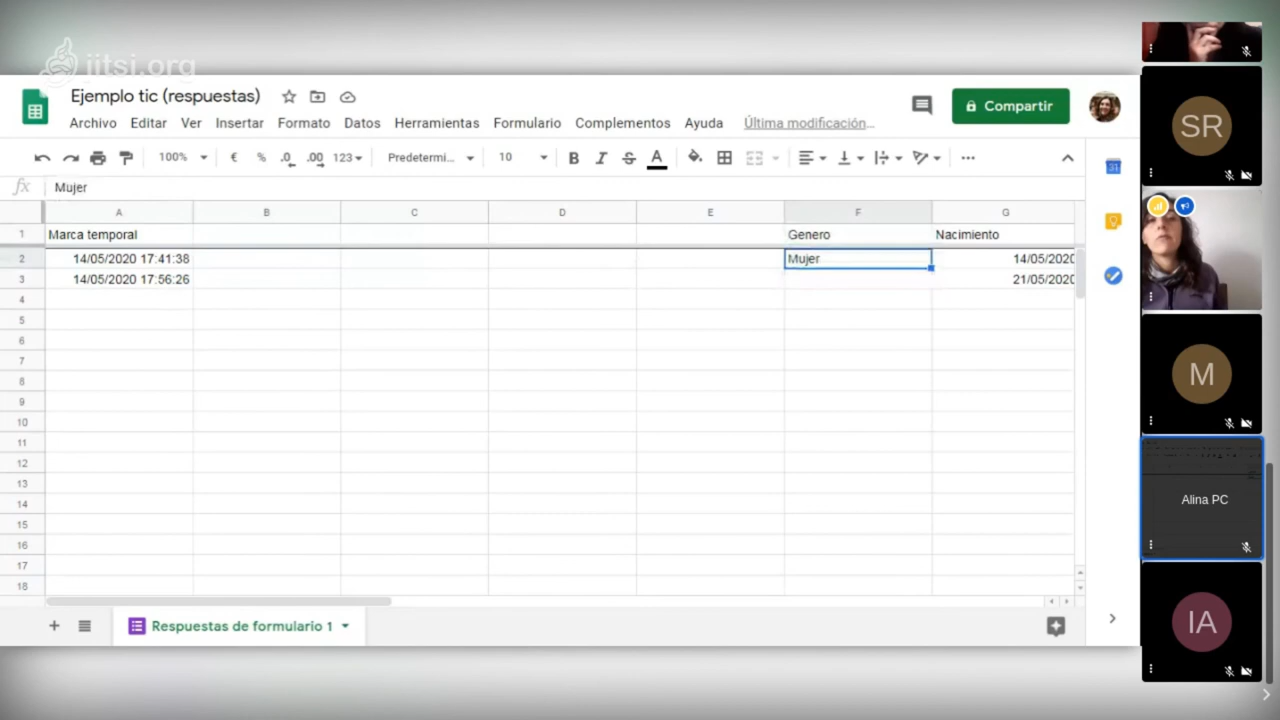 jitsi.org
Ejemplo tic (respuestas)
Compartir
Archivo Editar Ver Insertar Formato Datos Herramientas Formulario Complementos Ayuda Última modificación...
100% € % .0 .00 123 Predetermi... 10 B I S A
fx Mujer
A B C D E F G
1 Marca temporal Genero Nacimiento
2 14/05/2020 17:41:38 Mujer 14/05/2020
3 14/05/2020 17:56:26 21/05/2020
4
5
6
7
8
9
10
11
12
13
14
15
16
17
18
Respuestas de formulario 1
31
SR
M
Alina PC
IA